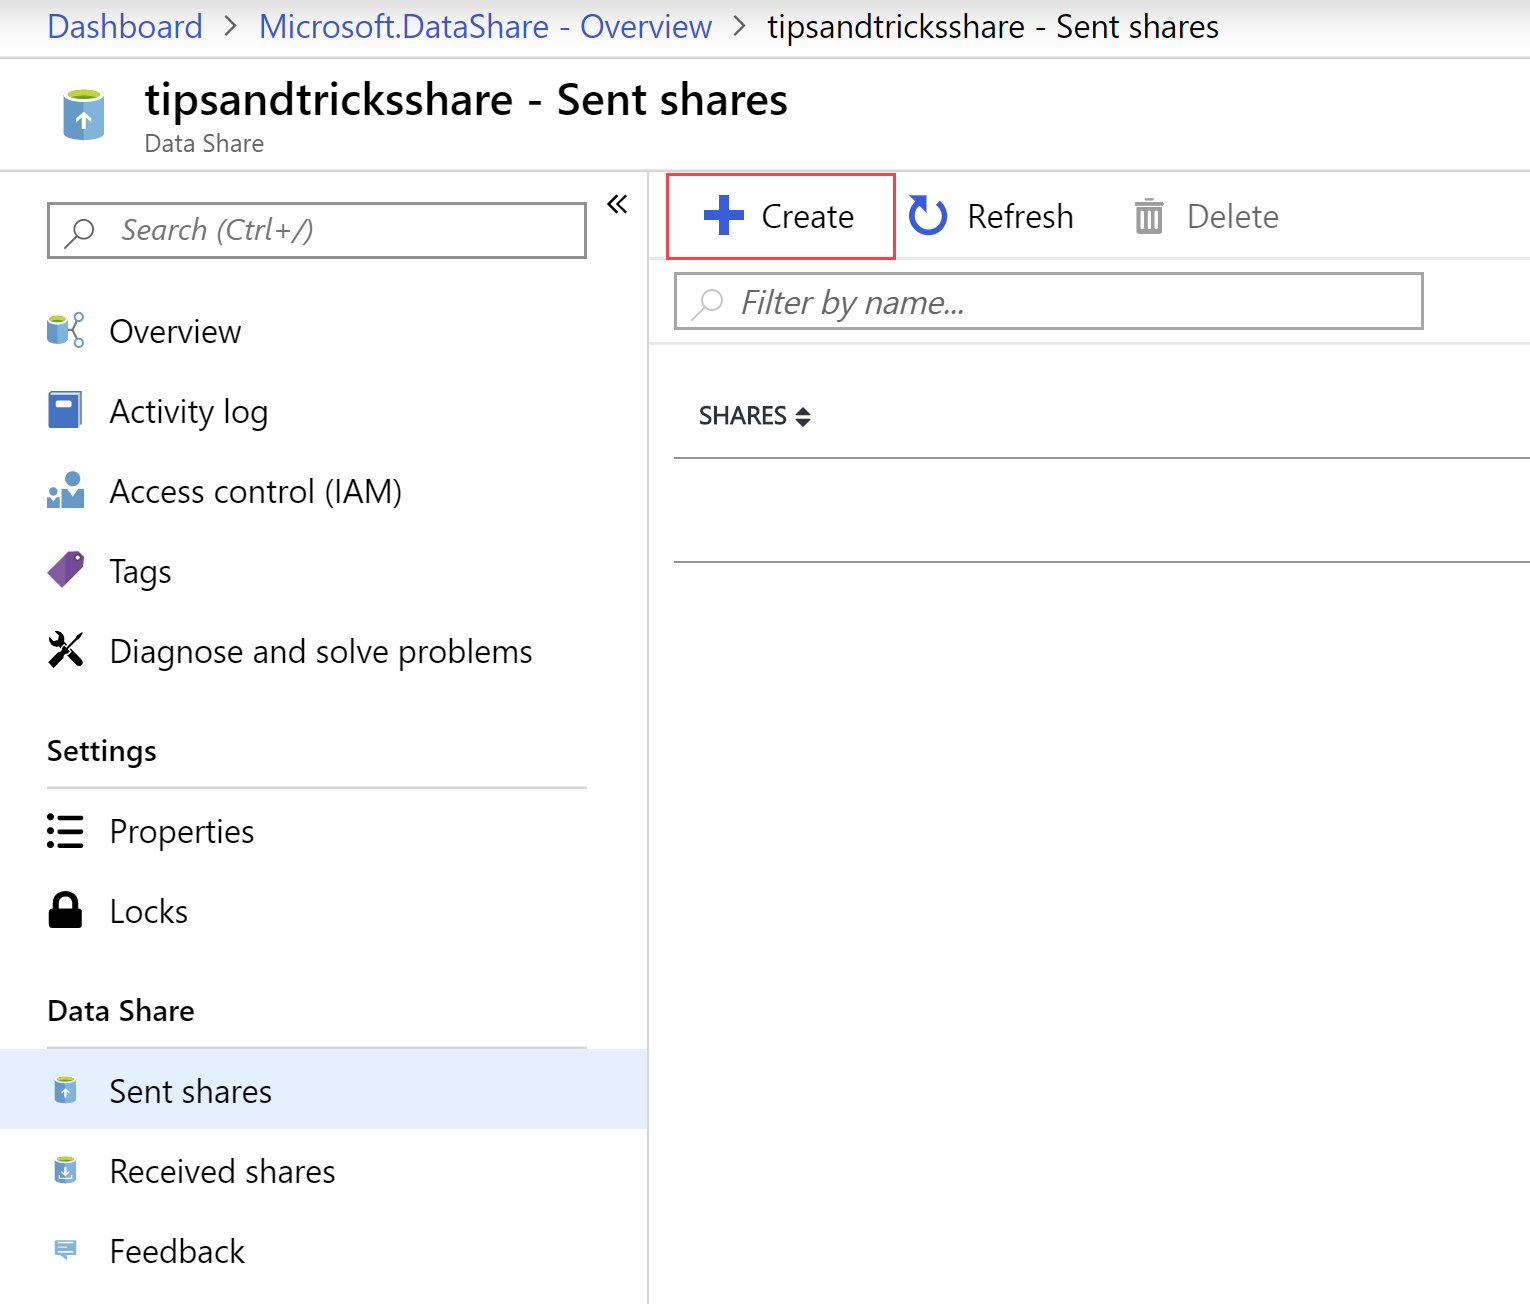 Dashboard > Microsoft.DataShare - Overview > tipsandtricksshare - Sent shares
tipsandtricksshare - Sent shares
Data Share
Search (Ctrl+/)
«
Overview
Activity log
Access control (IAM)
Tags
Diagnose and solve problems
Settings
Properties
Locks
Data Share
Sent shares
Received shares
Feedback
Create Refresh Delete
Filter by name...
SHARES